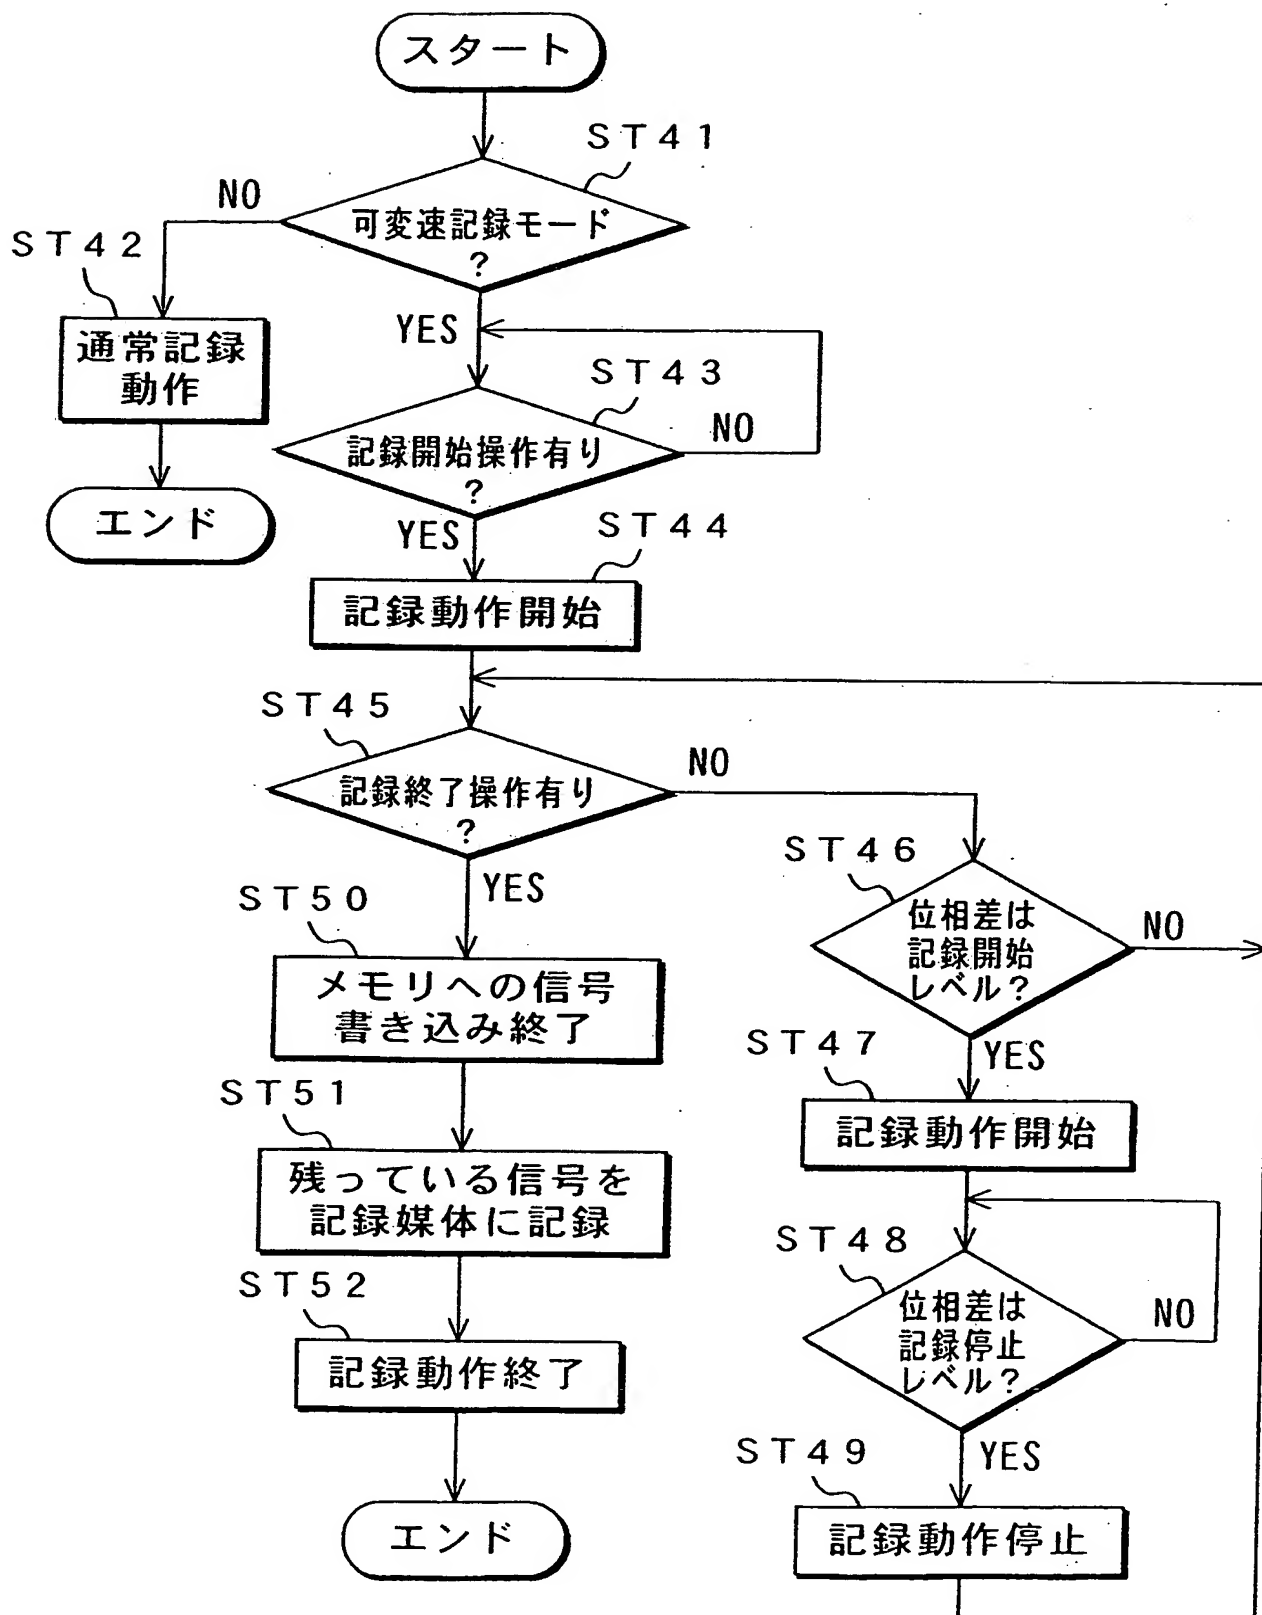 スタート
ST41
NO
可変速記録モード
?
ST42
YES
通常記録
動作
ST43
NO
記録開始操作有り
?
エンド
YES
ST44
記録動作開始
ST45
NO
記録終了操作有り
?
YES
ST46
位相差は
記録開始
レベル?
NO
ST50
メモリへの信号
書き込み終了
YES
ST47
記録動作開始
ST51
残っている信号を
記録媒体に記録
ST48
位相差は
記録停止
レベル?
NO
ST52
記録動作終了
YES
ST49
記録動作停止
エンド